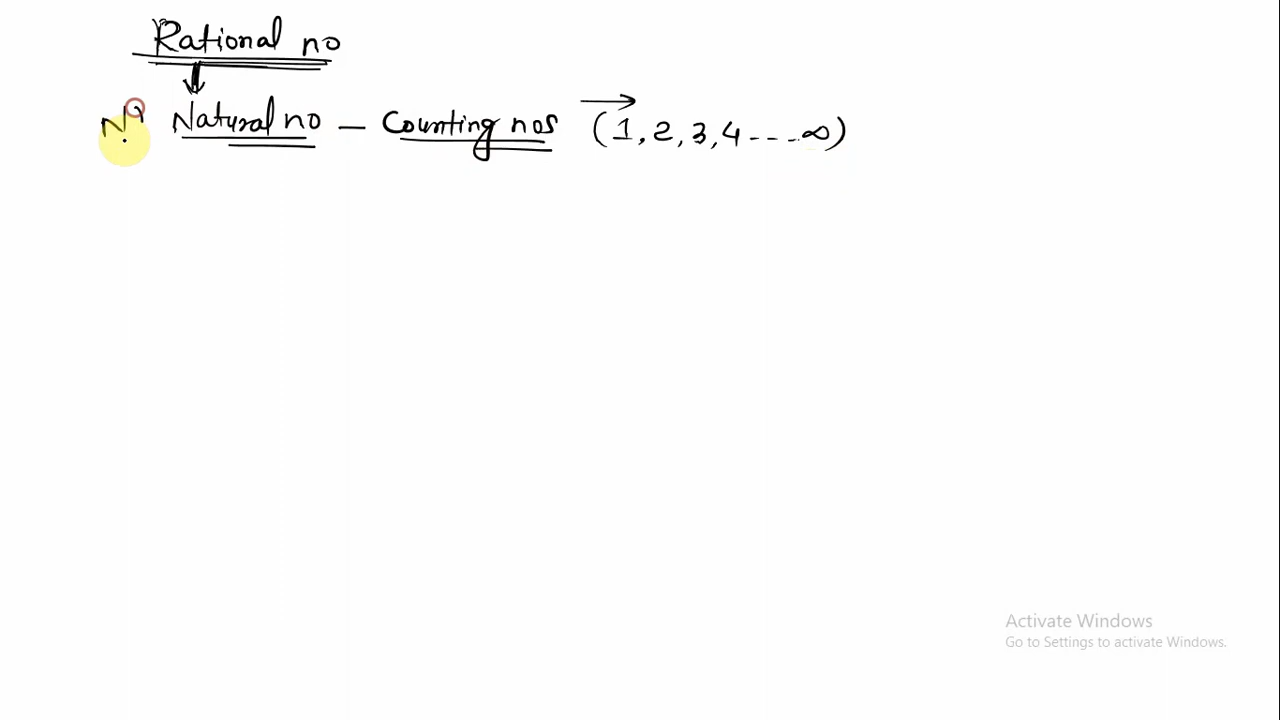 Rational no
N Natural no — Counting nos (1, 2, 3, 4 - - - ∞)
Activate Windows
Go to Settings to activate Windows.